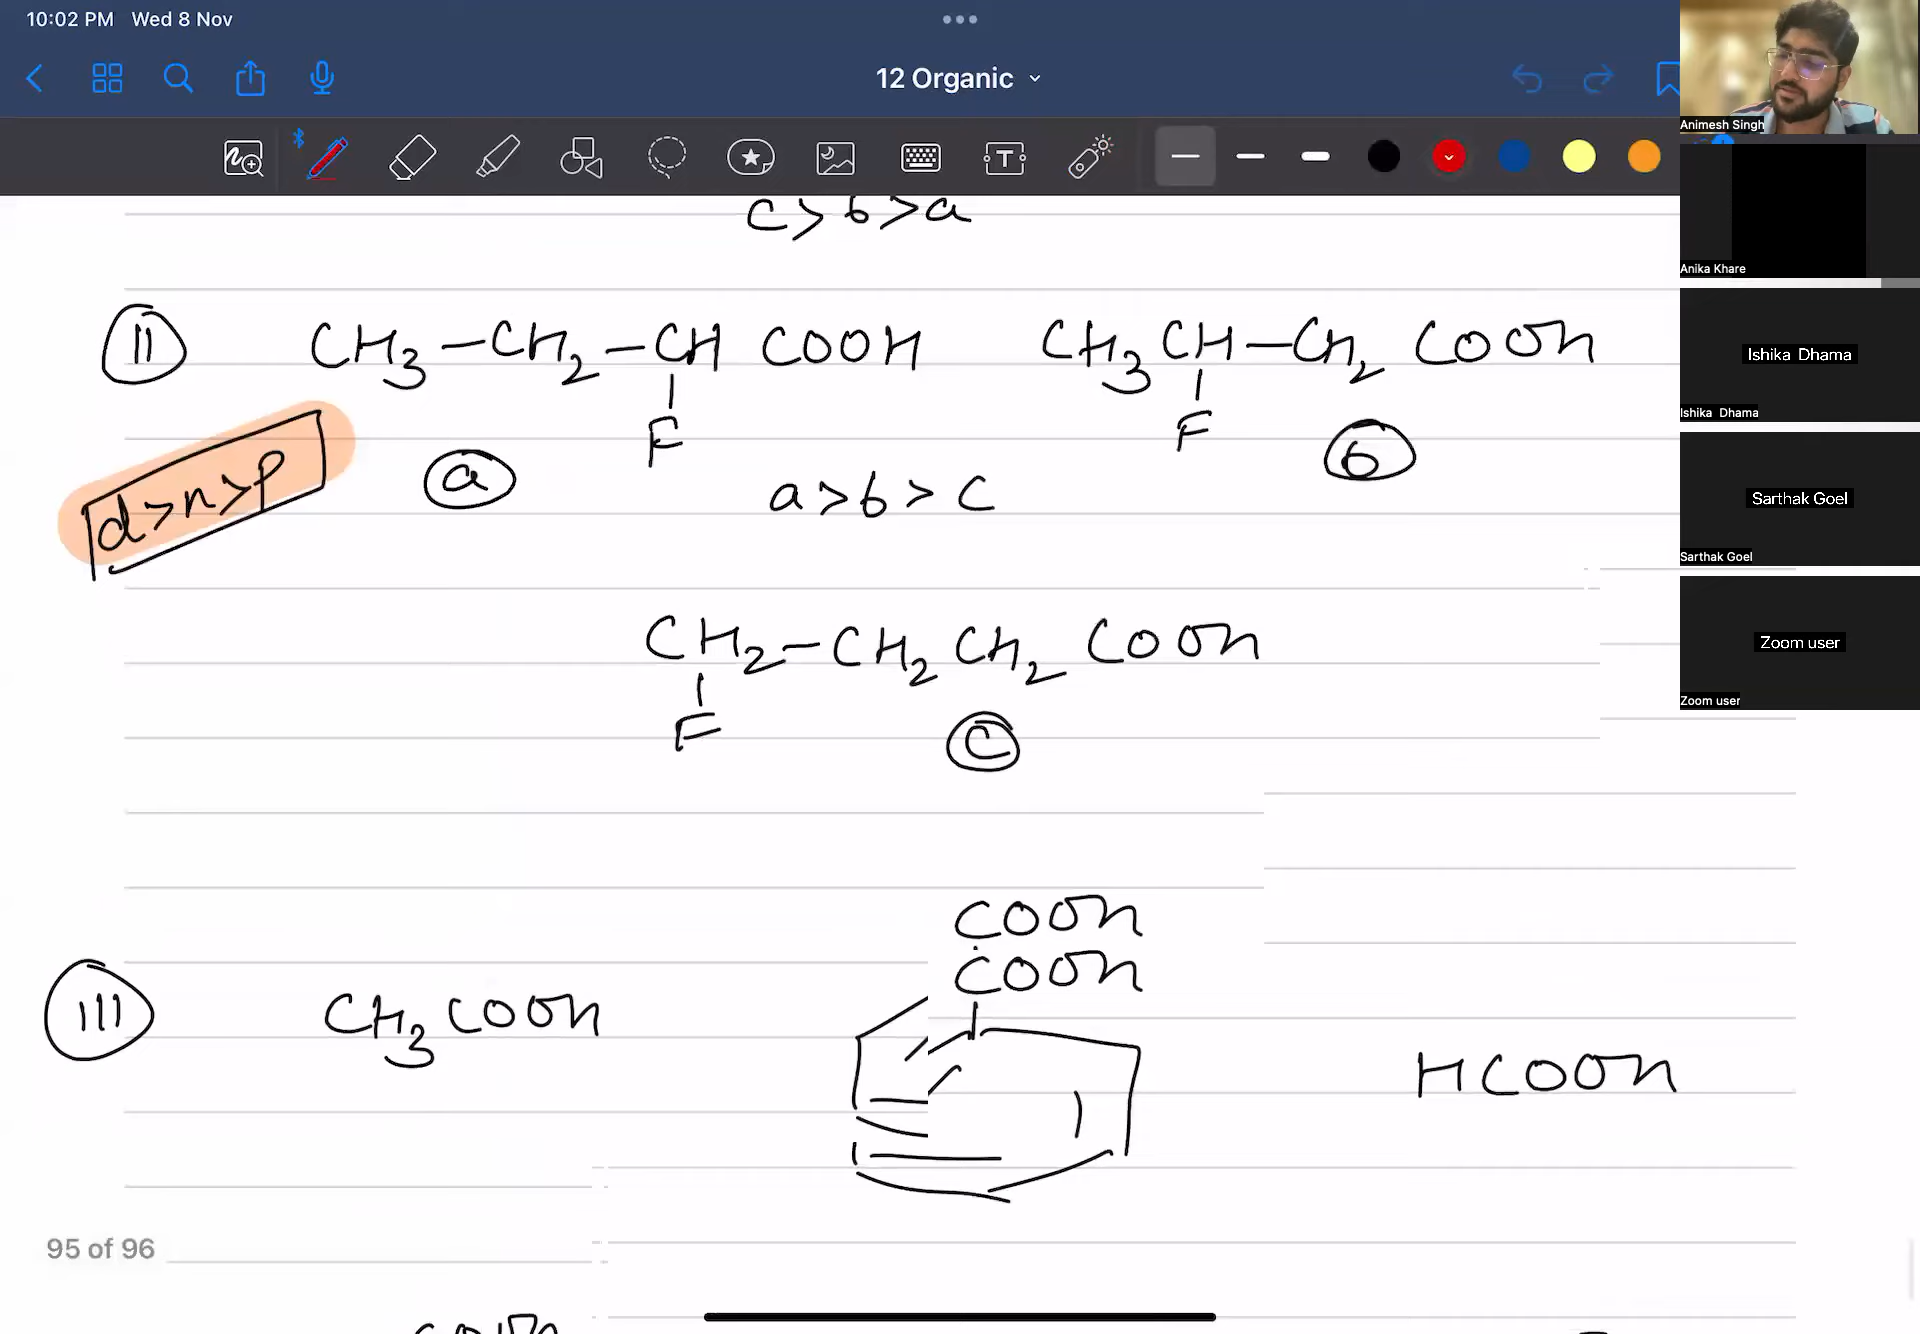 10:02 PM Wed 8 Nov
12 Organic
T
Animesh Singh
Anika Khare
Ishika Dhama
Ishika Dhama
Sarthak Goel
Sarthak Goel
Zoom user
Zoom user
c > b > a
II CH3-CH2-CH COOH CH3 CH-CH2 COOH
F F
d>n>p
a b
a > b > c
CH2-CH2 CH2 COOH
F
c
COOH
COOH
III CH3 COOH
HCOOH
95 of 96